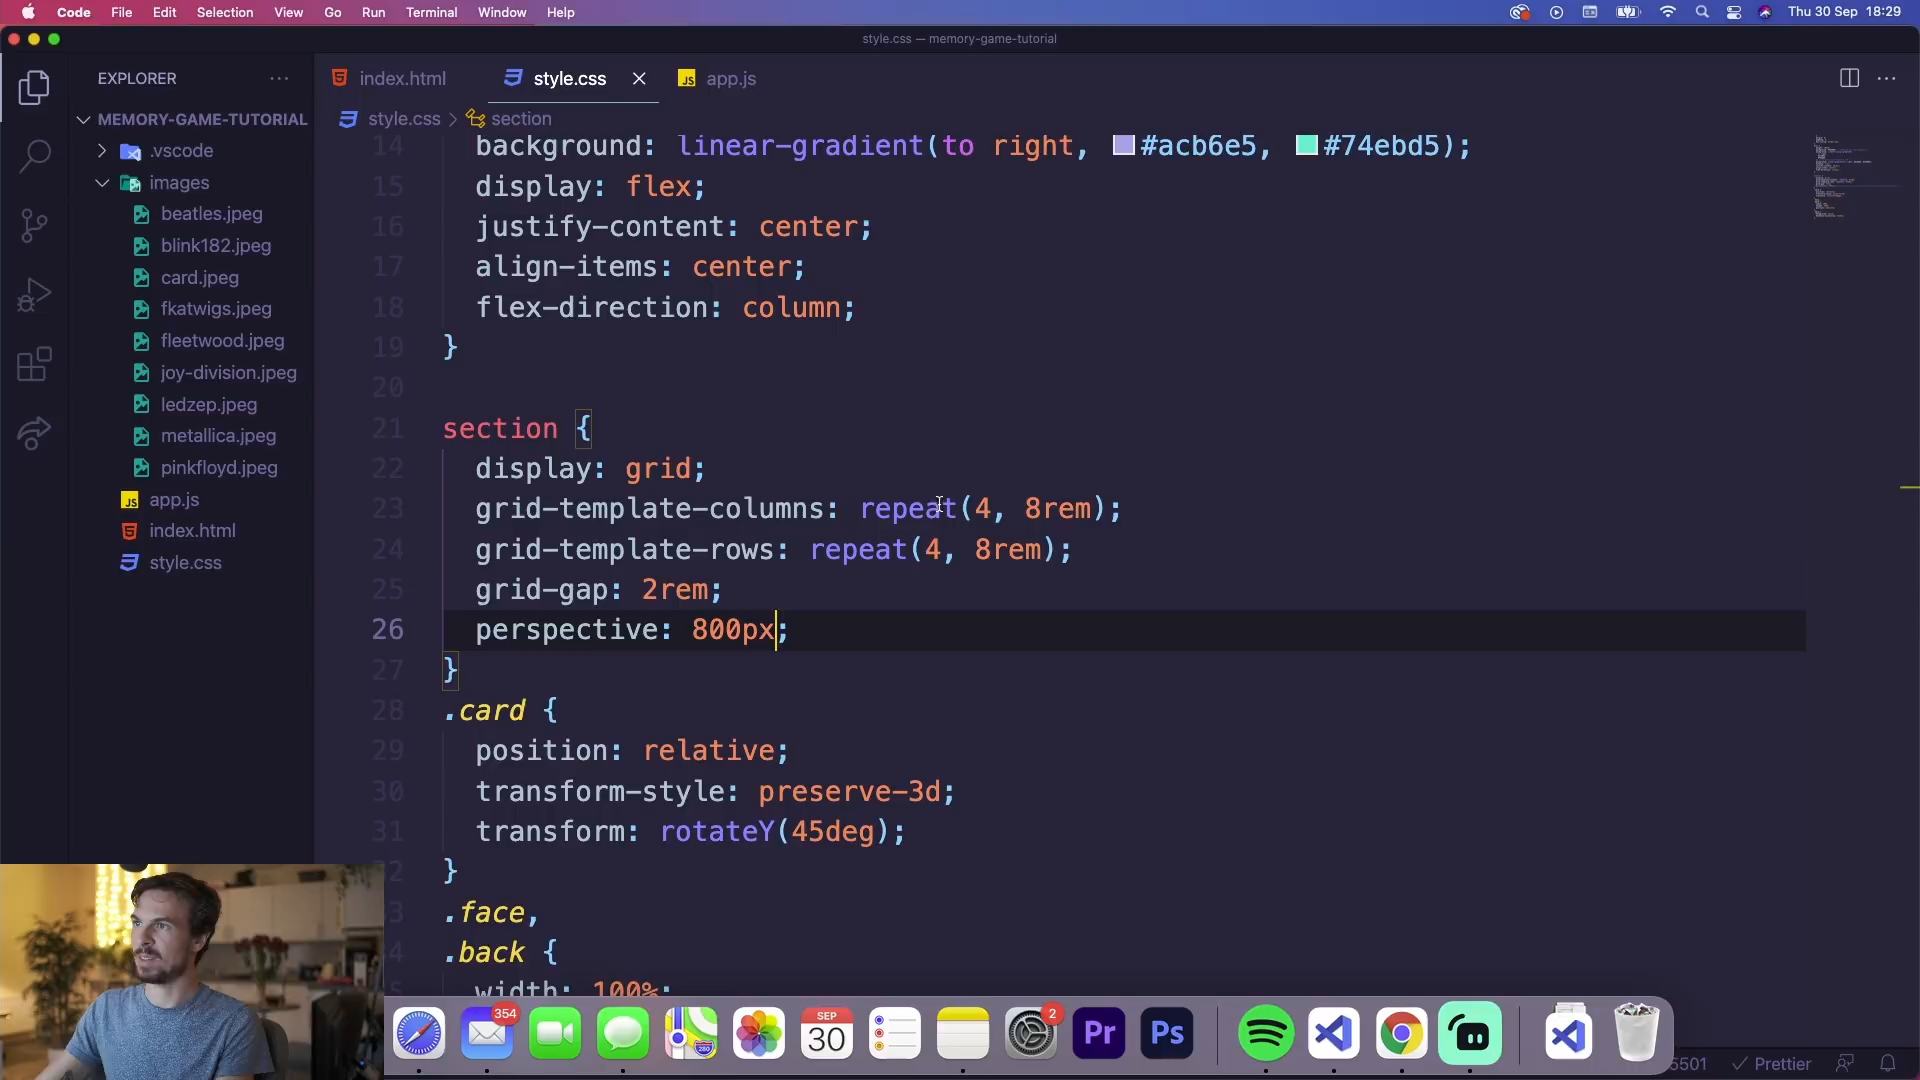 Code File Edit Selection View Go Run Terminal Window Help
Thu 30 Sep 18:29
style.css — memory-game-tutorial
EXPLORER
index.html
style.css
app.js
style.css > section
MEMORY-GAME-TUTORIAL
.vscode
images
beatles.jpeg
blink182.jpeg
card.jpeg
fkatwigs.jpeg
fleetwood.jpeg
joy-division.jpeg
ledzep.jpeg
metallica.jpeg
pinkfloyd.jpeg
app.js
index.html
style.css
14 background: linear-gradient(to right, #acb6e5, #74ebd5);
15 display: flex;
16 justify-content: center;
17 align-items: center;
18 flex-direction: column;
19 }
20
21 section {
22 display: grid;
23 grid-template-columns: repeat(4, 8rem);
24 grid-template-rows: repeat(4, 8rem);
25 grid-gap: 2rem;
26 perspective: 800px;
27 }
28 .card {
29 position: relative;
30 transform-style: preserve-3d;
31 transform: rotateY(45deg);
}
.face,
.back {
width: 100%;
354
SEP
30
280
2
Pr
Ps
5501
Prettier